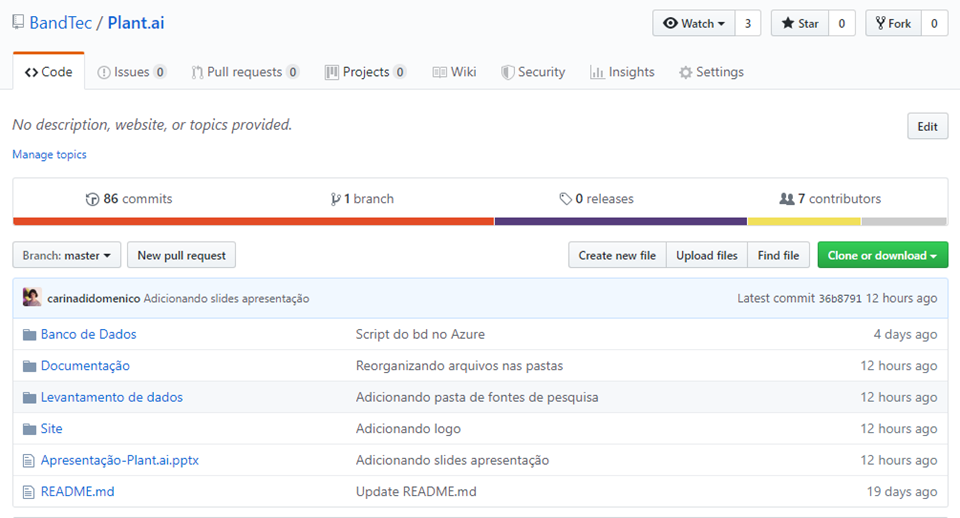 BandTec / Plant.ai Watch 3 Star 0 Fork 0
Code Issues 0 Pull requests 0 Projects 0 Wiki Security Insights Settings
No description, website, or topics provided. Edit
Manage topics
86 commits 1 branch 0 releases 7 contributors
Branch: master New pull request Create new file Upload files Find file Clone or download
carinadidomenico Adicionando slides apresentação Latest commit 36b8791 12 hours ago
Banco de Dados Script do bd no Azure 4 days ago
Documentação Reorganizando arquivos nas pastas 12 hours ago
Levantamento de dados Adicionando pasta de fontes de pesquisa 12 hours ago
Site Adicionando logo 12 hours ago
Apresentação-Plant.ai.pptx Adicionando slides apresentação 12 hours ago
README.md Update README.md 19 days ago